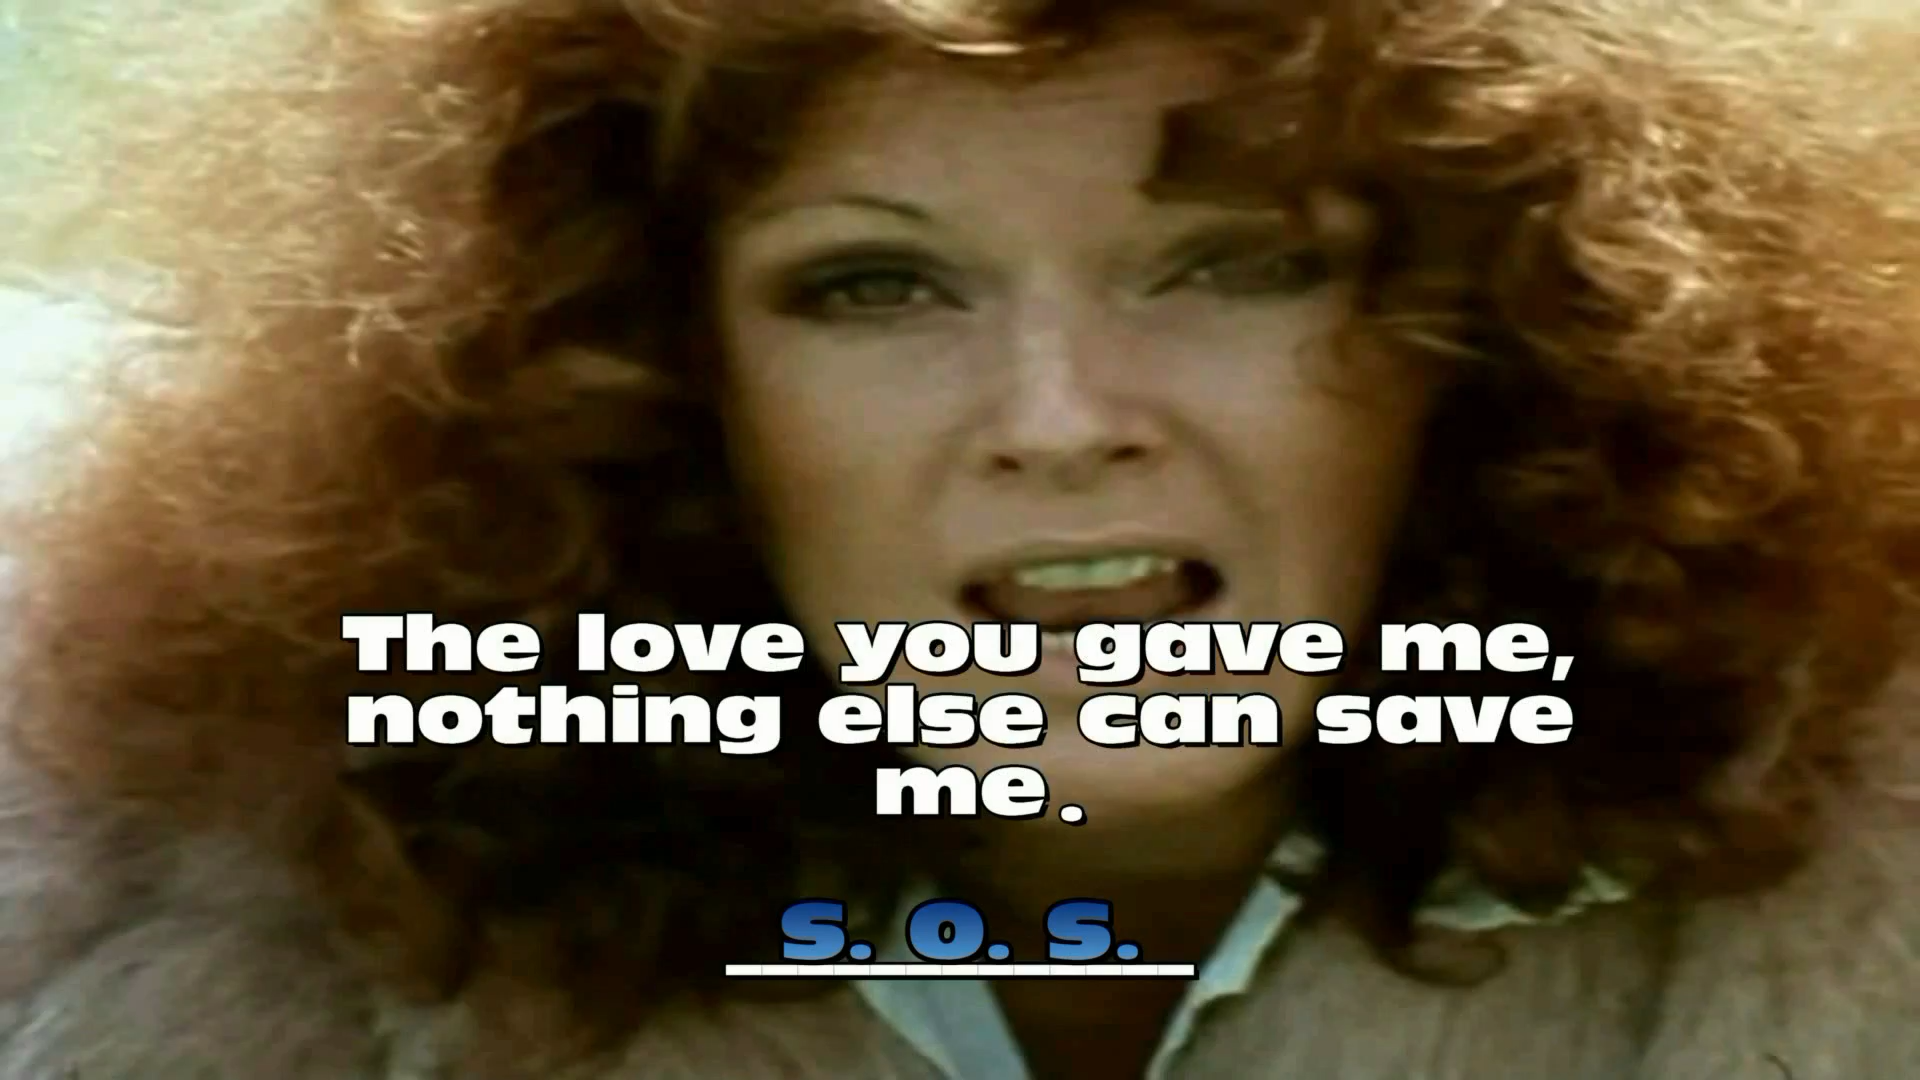 The love you gave me,
nothing else can save
me.
S. O. S.